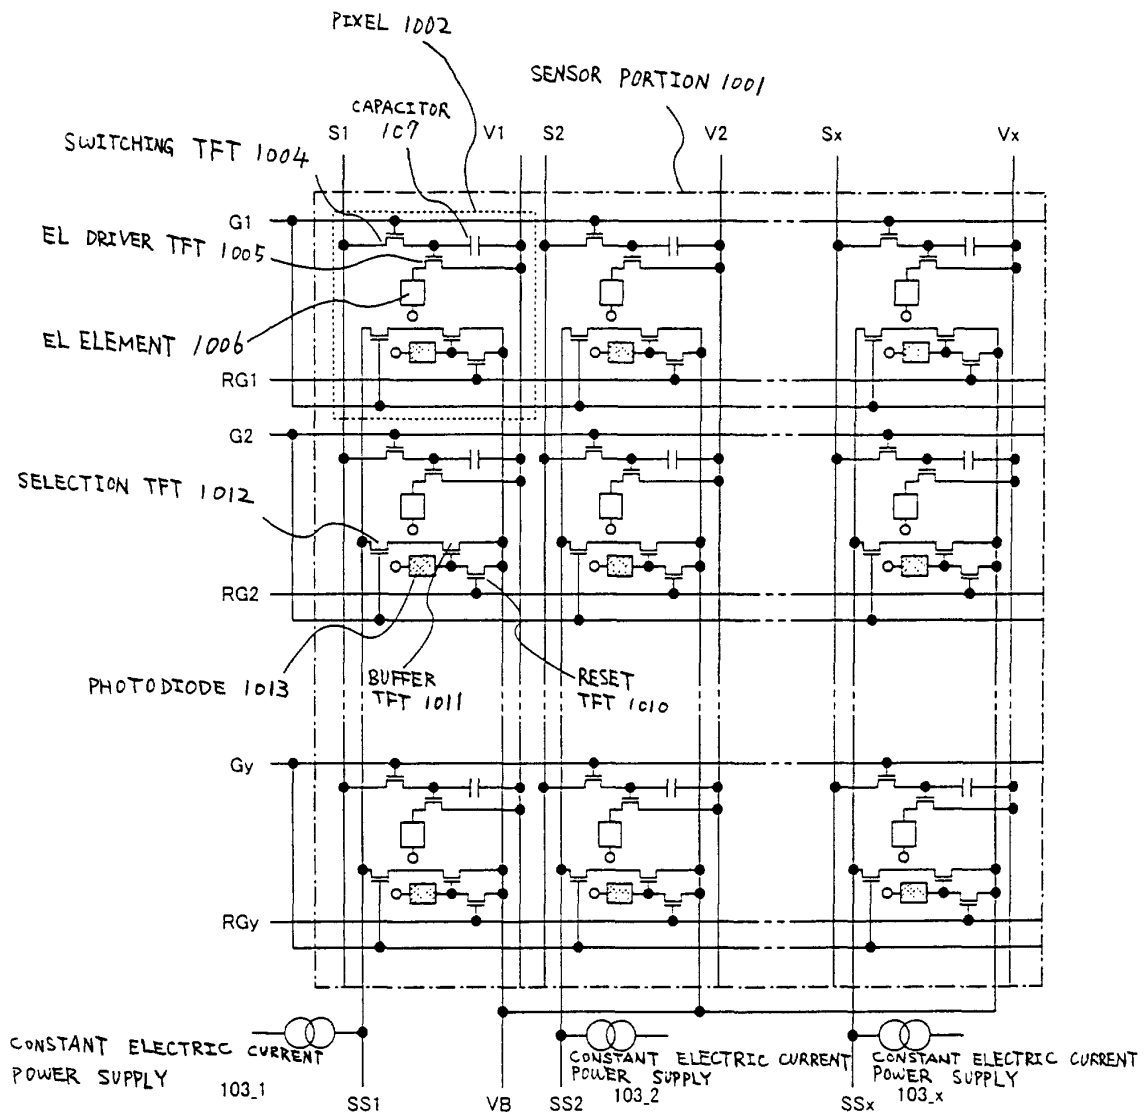 PIXEL 1002
SENSOR PORTION 1001
CAPACITOR
107
S1 V1 S2 V2 Sx Vx
SWITCHING TFT 1004
G1
EL DRIVER TFT 1005
EL ELEMENT 1006
RG1
G2
SELECTION TFT 1012
RG2
PHOTODIODE 1013
BUFFER
TFT 1011
RESET
TFT 1010
Gy
RGy
CONSTANT ELECTRIC CURRENT
POWER SUPPLY
103_1
CONSTANT ELECTRIC CURRENT
POWER SUPPLY
103_2
CONSTANT ELECTRIC CURRENT
POWER SUPPLY
103_x
SS1 VB SS2 SSx